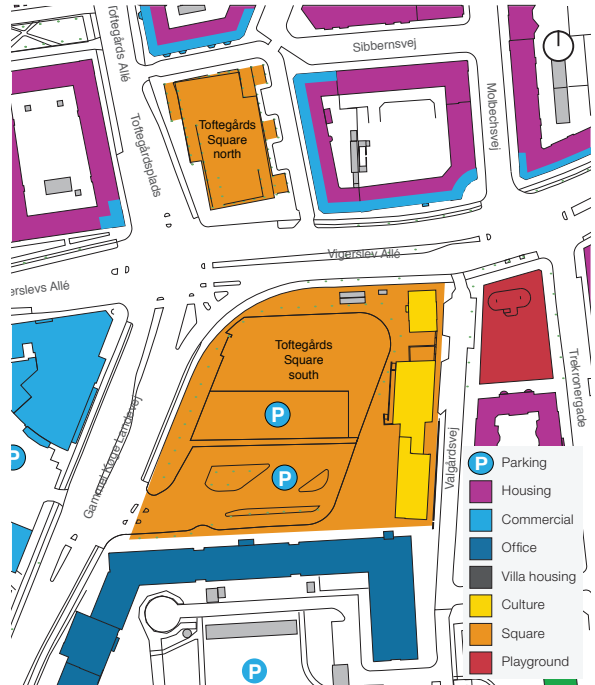 Toftegårds Allé
Sibbernsvej
Molbechsvej
Toftegårds
Square
north
Toftegårdsplads
Vigerslev Allé
erslevs Allé
Toftegårds
Square
south
P
P
P
P
Gammel Køge Landevej
Valgårdsvej
Trekronergade
P Parking
Housing
Commercial
Office
Villa housing
Culture
Square
Playground